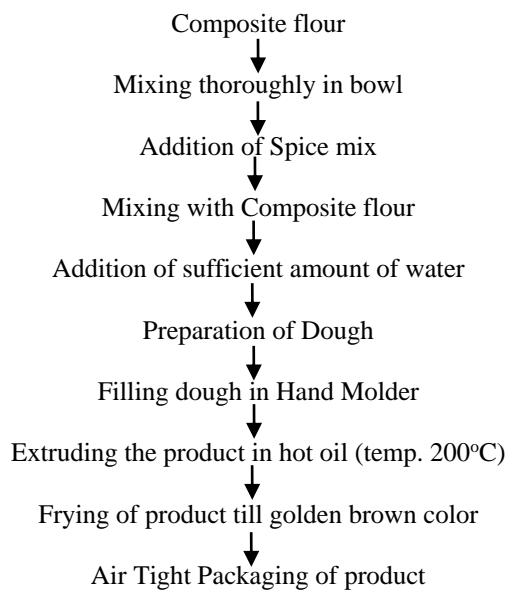 Composite flour
Mixing thoroughly in bowl
Addition of Spice mix
Mixing with Composite flour
Addition of sufficient amount of water
Preparation of Dough
Filling dough in Hand Molder
Extruding the product in hot oil (temp. 200°C)
Frying of product till golden brown color
Air Tight Packaging of product